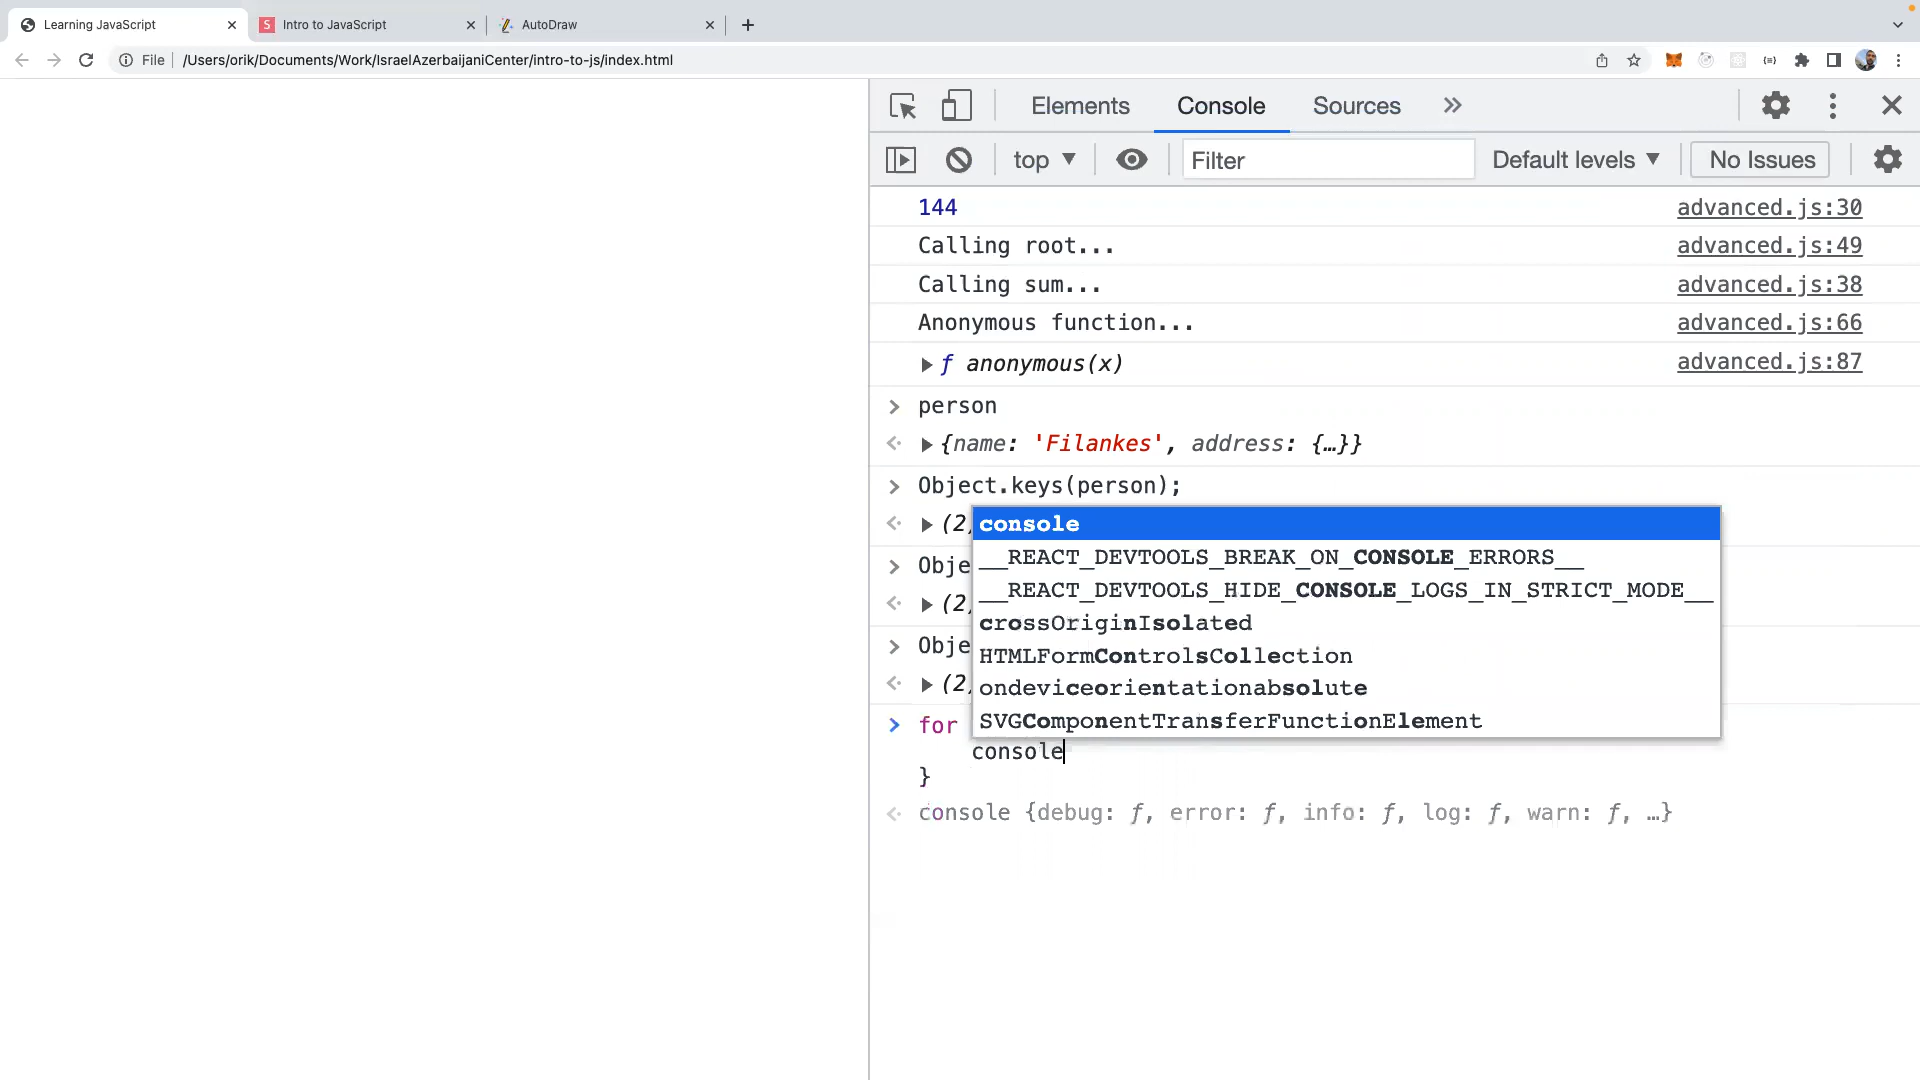 Learning JavaScript
S Intro to JavaScript
AutoDraw
File /Users/orik/Documents/Work/IsraelAzerbaijaniCenter/intro-to-js/index.html
Elements Console Sources
top Filter Default levels No Issues
144 advanced.js:30
Calling root... advanced.js:49
Calling sum... advanced.js:38
Anonymous function... advanced.js:66
ƒ anonymous(x) advanced.js:87
person
{name: 'Filankes', address: {…}}
Object.keys(person);
(2)
console
__REACT_DEVTOOLS_BREAK_ON_CONSOLE_ERRORS__
Obje
__REACT_DEVTOOLS_HIDE_CONSOLE_LOGS_IN_STRICT_MODE__
(2)
crossOriginIsolated
Obje
HTMLFormControlsCollection
(2)
ondeviceorientationabsolute
SVGComponentTransferFunctionElement
for
console
}
console {debug: ƒ, error: ƒ, info: ƒ, log: ƒ, warn: ƒ, …}